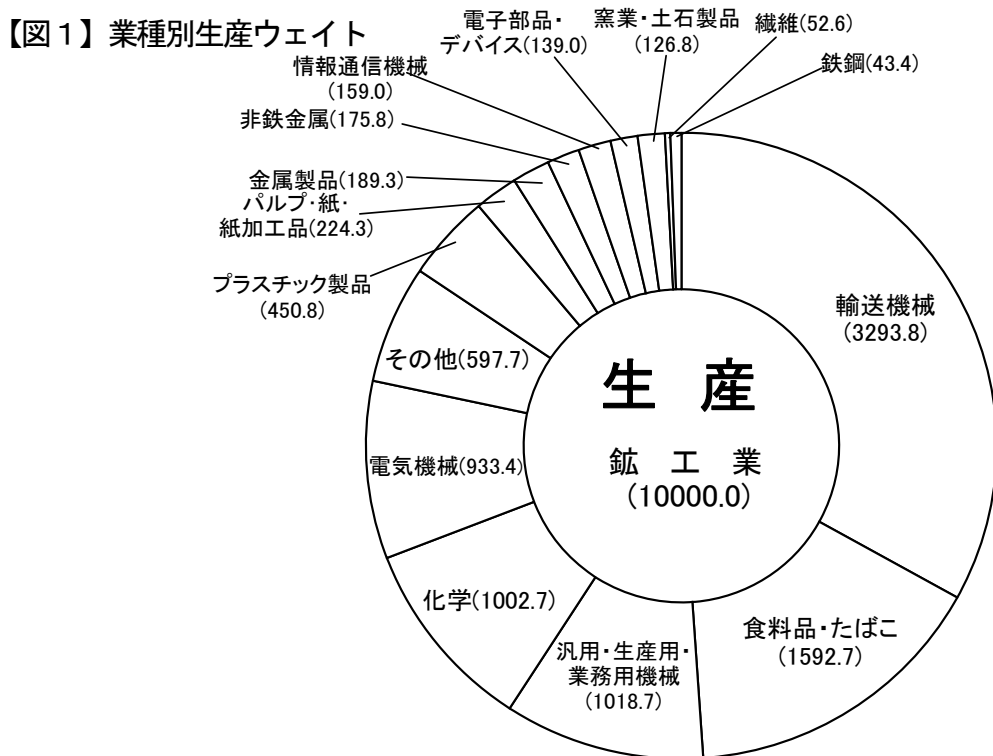 【図１】業種別生産ウェイト
電子部品・
デバイス(139.0)
窯業・土石製品
(126.8)
繊維(52.6)
鉄鋼(43.4)
情報通信機械
(159.0)
非鉄金属(175.8)
金属製品(189.3)
パルプ・紙・
紙加工品(224.3)
プラスチック製品
(450.8)
その他(597.7)
電気機械(933.4)
化学(1002.7)
汎用・生産用・
業務用機械
(1018.7)
食料品・たばこ
(1592.7)
輸送機械
(3293.8)
生 産
鉱 工 業
(10000.0)